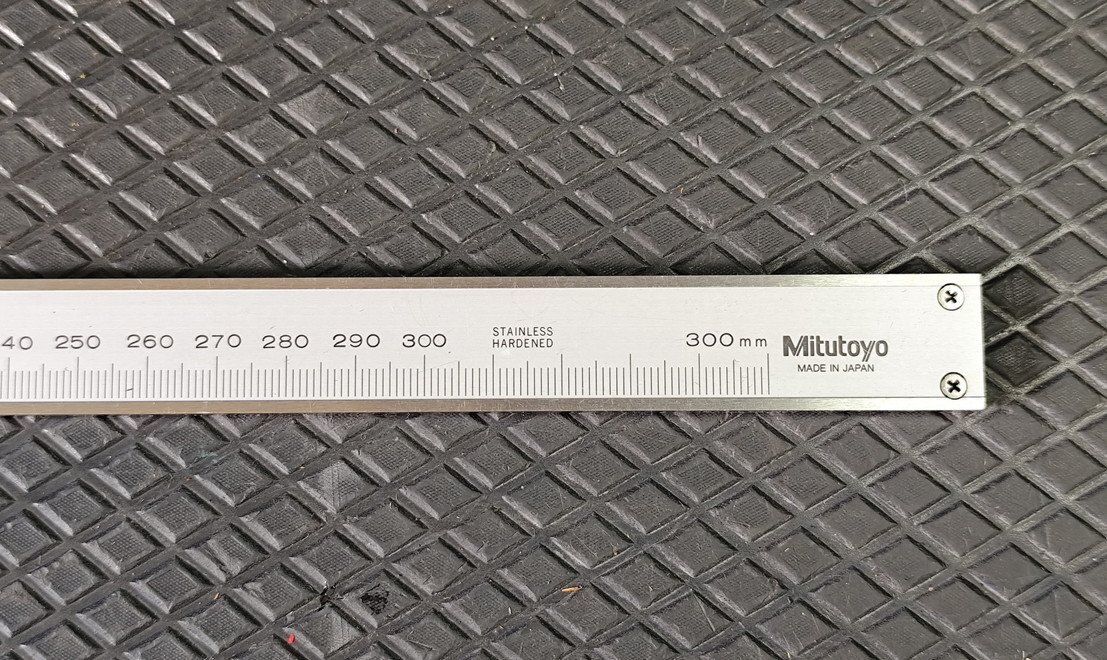 40 250 260 270 280 290 300
STAINLESS
HARDENED
300 mm
Mitutoyo
MADE IN JAPAN